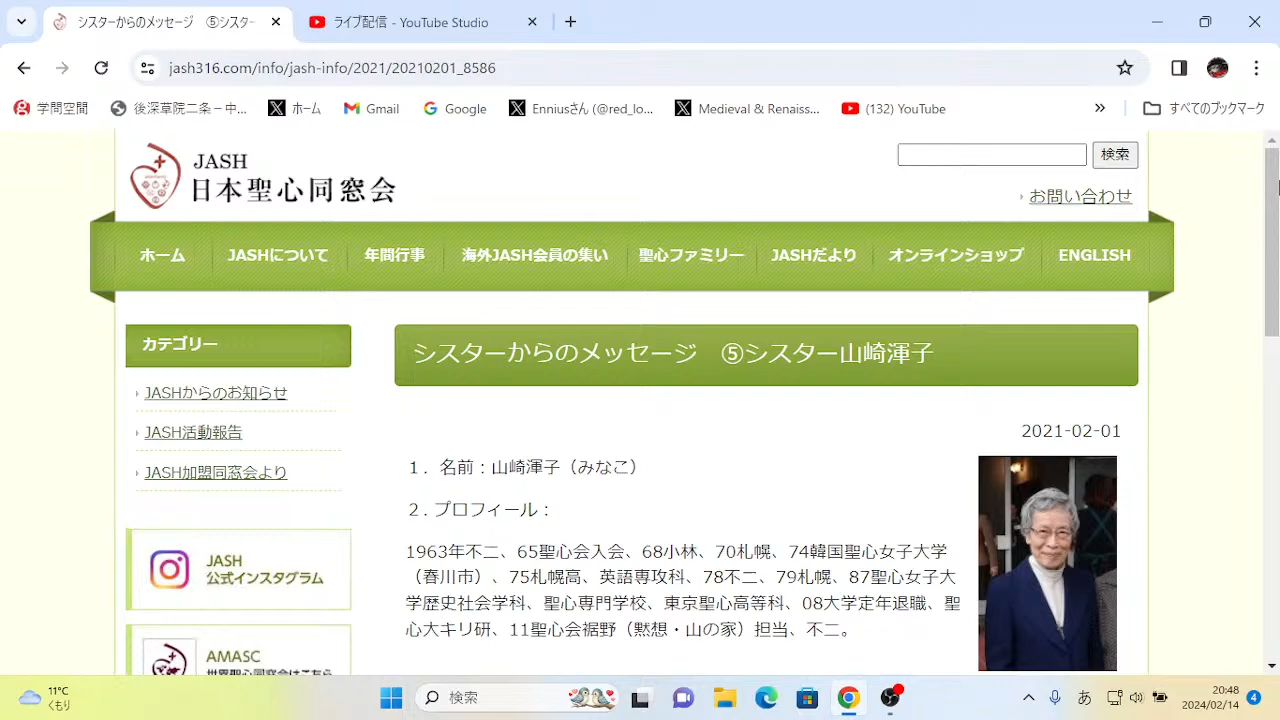 シスターからのメッセージ ⑤シスタ
ライブ配信 - YouTube Studio
jash316.com/info/jash-info/2021/20210201_8586
学問空間
後深草院二条 – 中...
ホーム
Gmail
Google
Enniusさん (@red_lo...
Medieval & Renaiss...
(132) YouTube
すべてのブックマーク
JASH
日本聖心同窓会
検索
お問い合わせ
ホーム
JASHについて
年間行事
海外JASH会員の集い
聖心ファミリー
JASHだより
オンラインショップ
ENGLISH
カテゴリー
シスターからのメッセージ ⑤シスター山崎渾子
JASHからのお知らせ
JASH活動報告
JASH加盟同窓会より
2021-02-01
1．名前：山崎渾子（みなこ）
2．プロフィール：
1963年不二、65聖心会入会、68小林、70札幌、74韓国聖心女子大学
（春川市）、75札幌高、英語専攻科、78不二、79札幌、87聖心女子大
学歴史社会学科、聖心専門学校、東京聖心高等科、08大学定年退職、聖
心大キリ研、11聖心会裾野（黙想・山の家）担当、不二。
JASH
公式インスタグラム
AMASC
世界聖心同窓会はこちら
11°C
くもり
検索
あ
20:48
2024/02/14
4